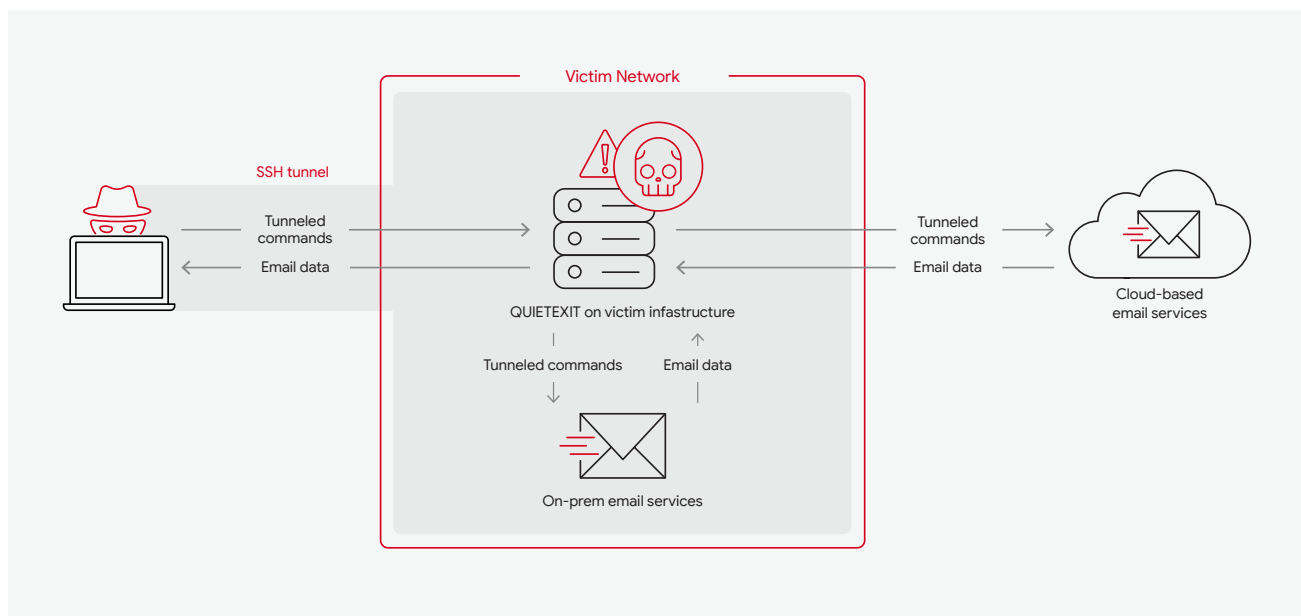 Victim Network
SSH tunnel
Tunneled
commands
Email data
QUIETEXIT on victim infastructure
Tunneled commands
Email data
On-prem email services
Tunneled
commands
Email data
Cloud-based
email services